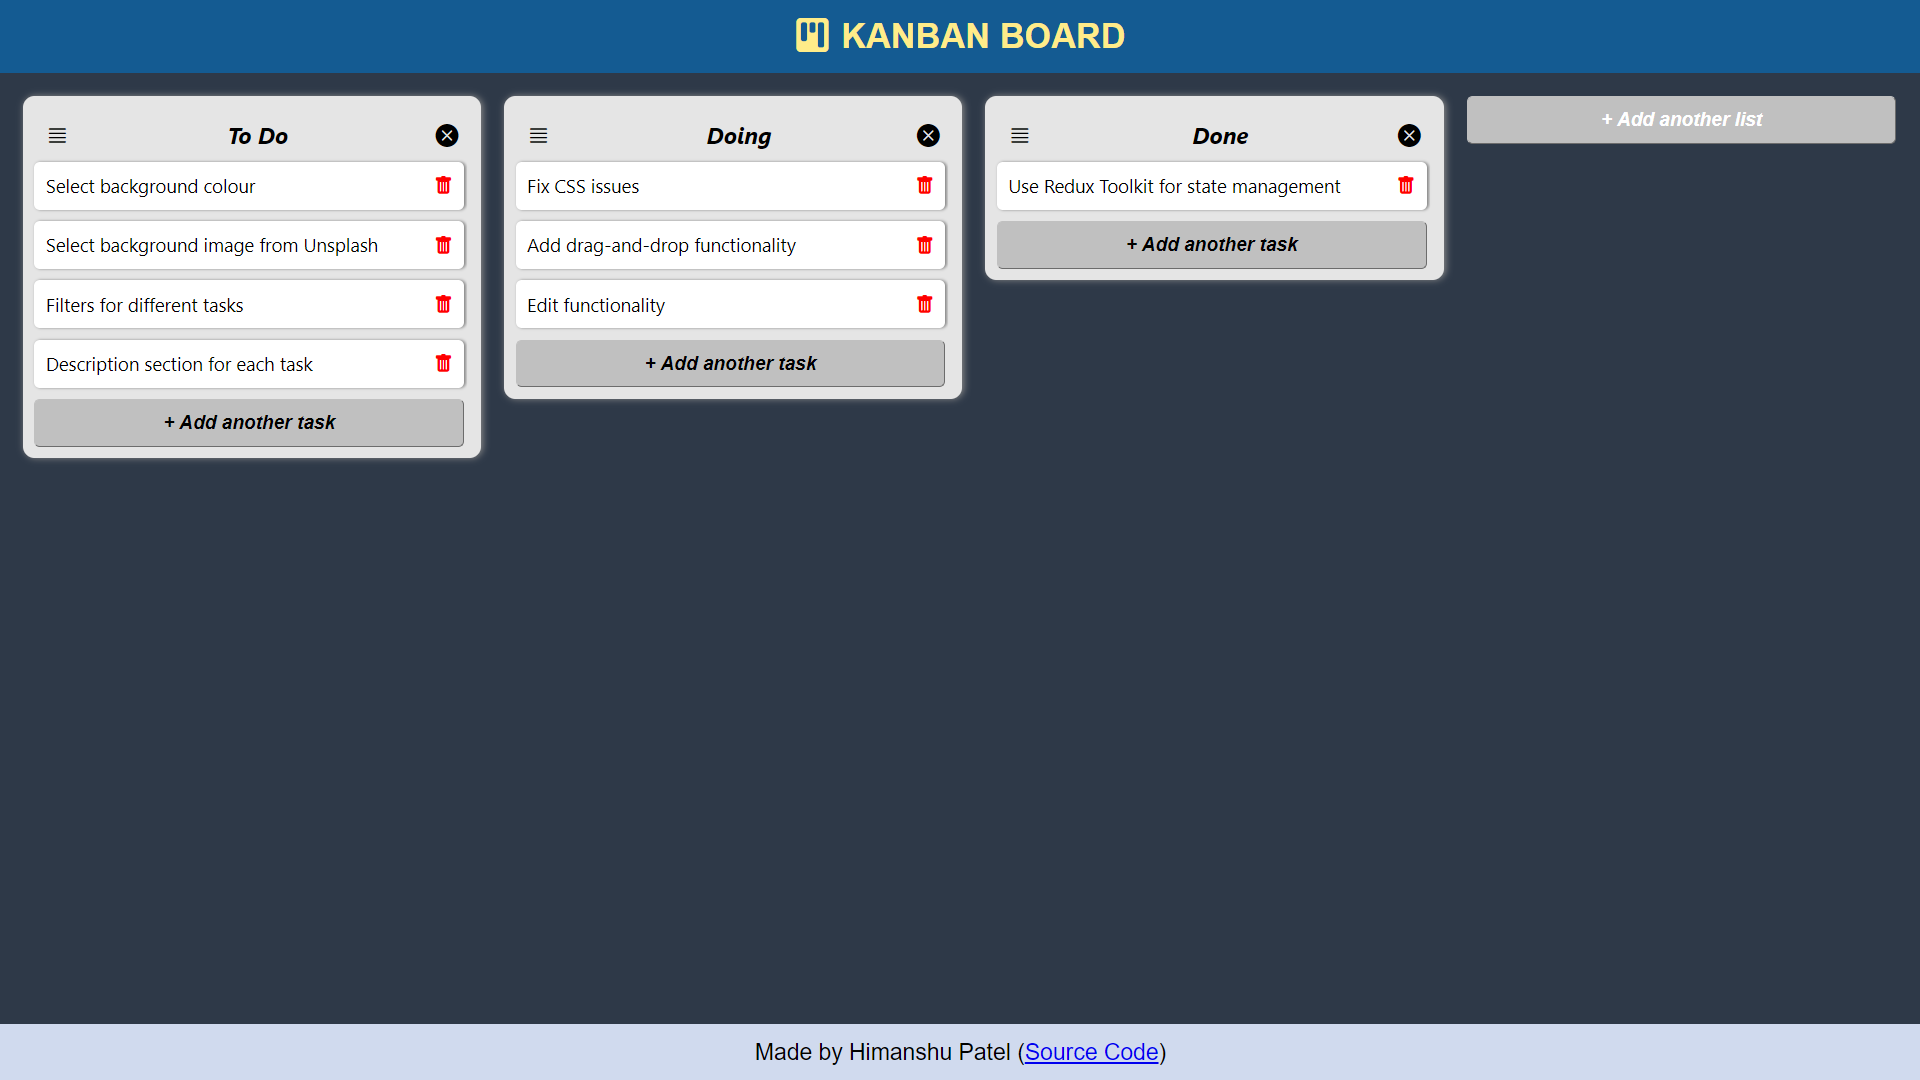 KANBAN BOARD
To Do
Select background colour
Select background image from Unsplash
Filters for different tasks
Description section for each task
+ Add another task
Doing
Fix CSS issues
Add drag-and-drop functionality
Edit functionality
+ Add another task
Done
Use Redux Toolkit for state management
+ Add another task
+ Add another list
Made by Himanshu Patel (Source Code)